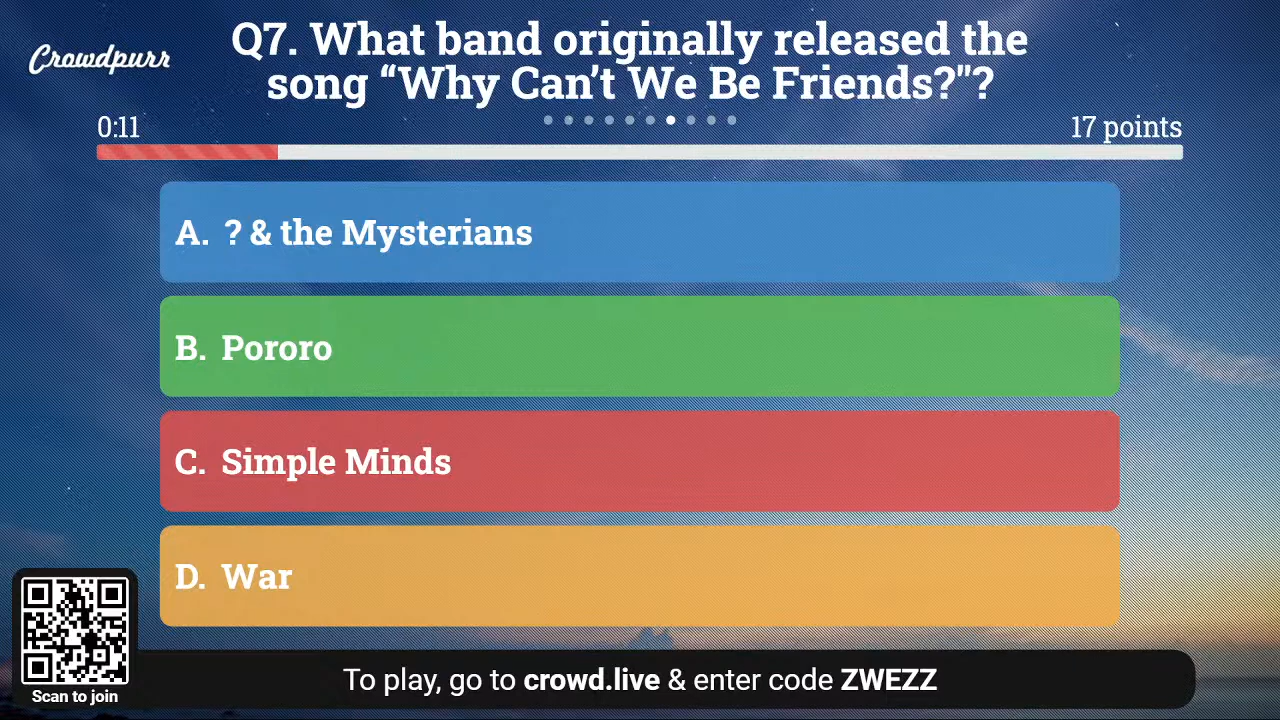 Crowdpurr
Q7. What band originally released the
song “Why Can’t We Be Friends?"?
0:11
17 points
A. ? & the Mysterians
B. Pororo
C. Simple Minds
D. War
Scan to join
To play, go to crowd.live & enter code ZWEZZ